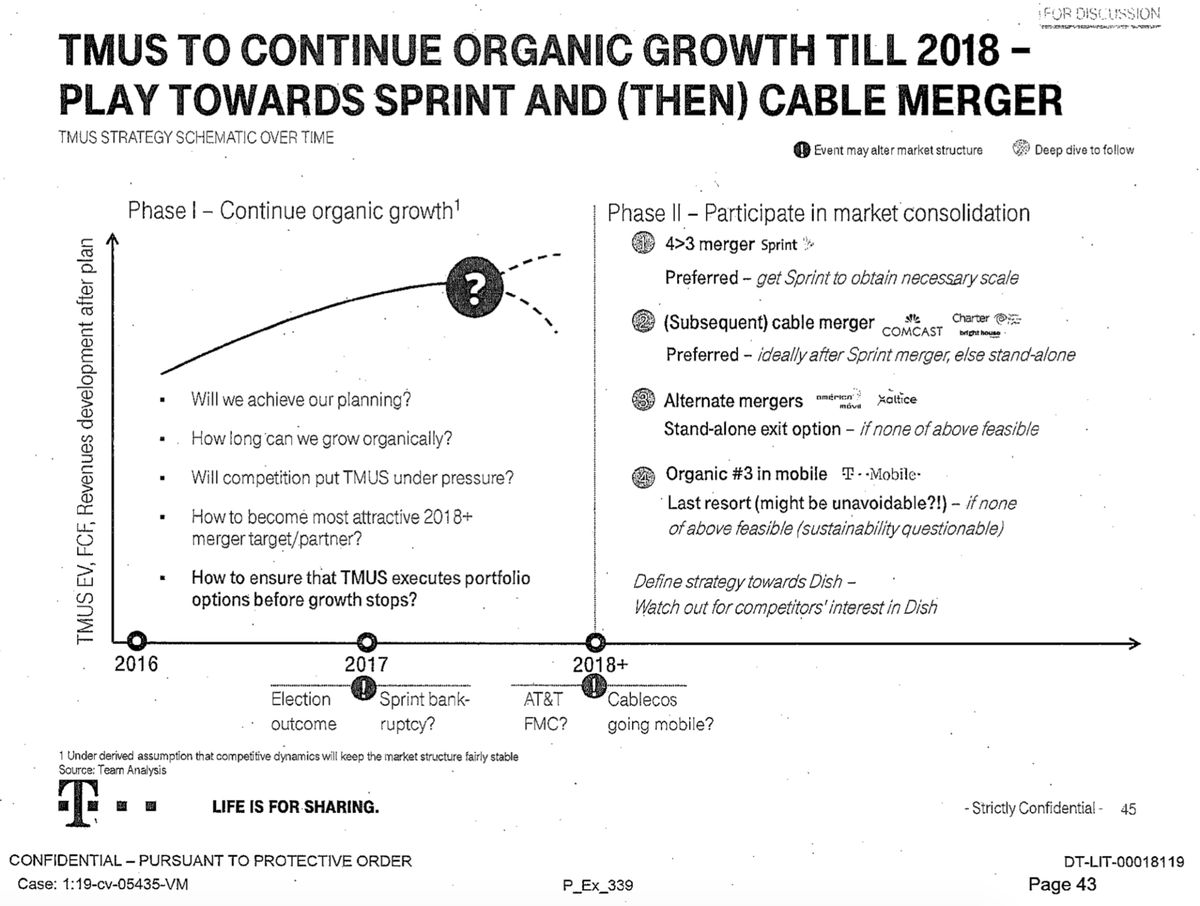 FOR DISCUSSION
TMUS TO CONTINUE ORGANIC GROWTH TILL 2018 –
PLAY TOWARDS SPRINT AND (THEN) CABLE MERGER
TMUS STRATEGY SCHEMATIC OVER TIME
! Event may alter market structure
Deep dive to follow
Phase I – Continue organic growth¹
TMUS EV, FCF, Revenues development after plan
?
▪ Will we achieve our planning?
▪ How long can we grow organically?
▪ Will competition put TMUS under pressure?
▪ How to become most attractive 2018+
merger target/partner?
▪ How to ensure that TMUS executes portfolio
options before growth stops?
Phase II – Participate in market consolidation
1 4>3 merger Sprint
Preferred – get Sprint to obtain necessary scale
2 (Subsequent) cable merger COMCAST Charter bright house
Preferred – ideally after Sprint merger, else stand-alone
3 Alternate mergers américa móvil altice
Stand-alone exit option – if none of above feasible
4 Organic #3 in mobile T··Mobile·
Last resort (might be unavoidable?!) – if none
of above feasible (sustainability questionable)
Define strategy towards Dish –
Watch out for competitors' interest in Dish
2016 2017 2018+
Election
outcome
!
Sprint bank-
ruptcy?
AT&T
FMC?
!
Cablecos
going mobile?
1 Under derived assumption that competitive dynamics will keep the market structure fairly stable
Source: Team Analysis
T LIFE IS FOR SHARING.
- Strictly Confidential - 45
CONFIDENTIAL – PURSUANT TO PROTECTIVE ORDER
DT-LIT-00018119
Case: 1:19-cv-05435-VM
P_Ex_339
Page 43